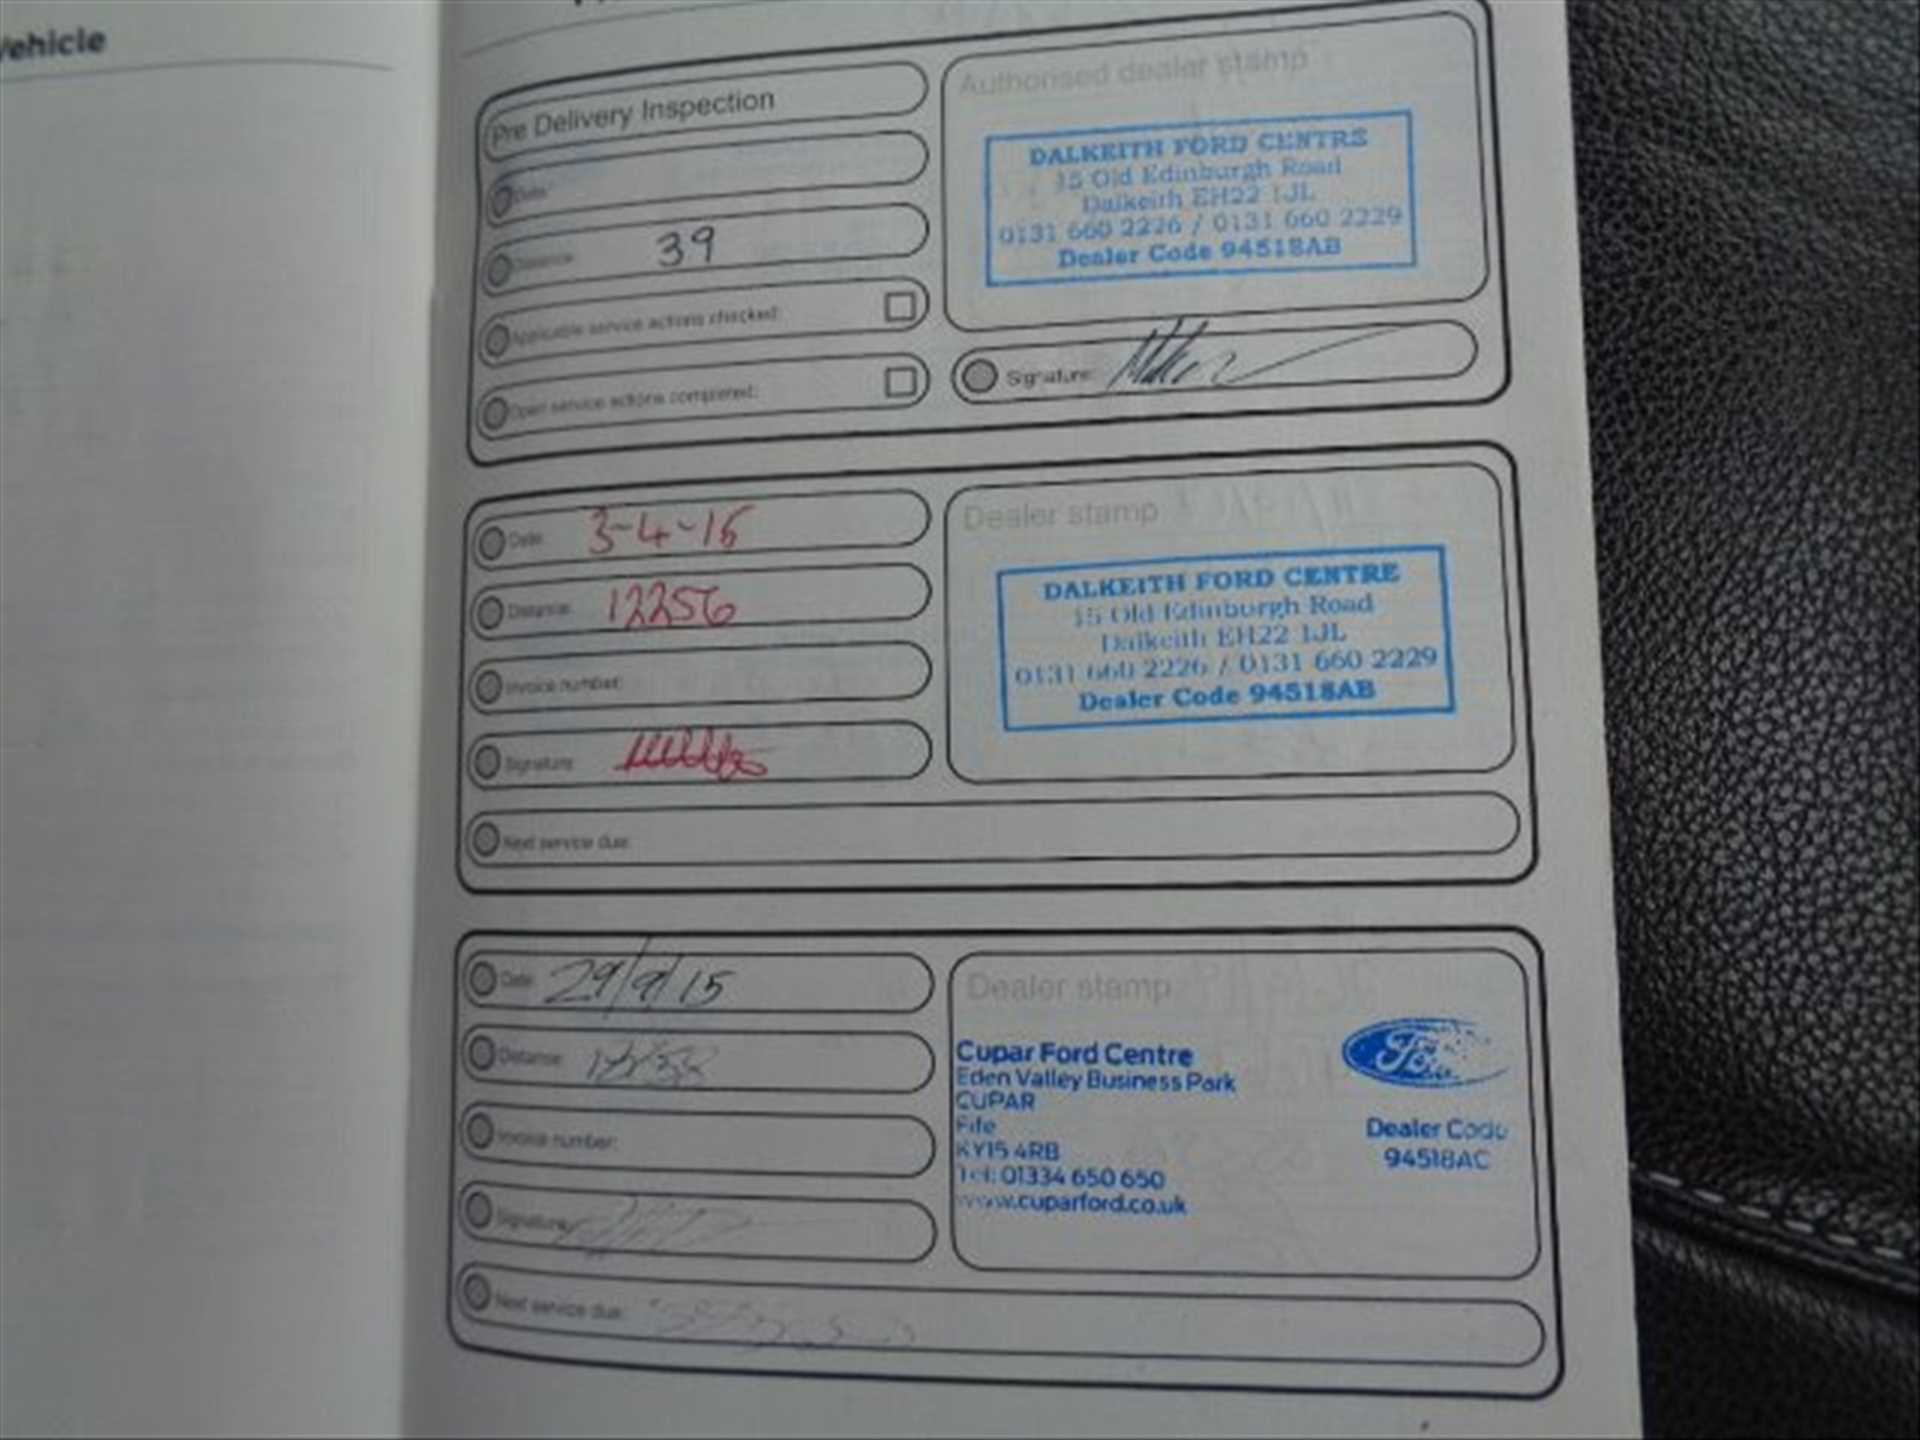 Vehicle
Pre Delivery Inspection
Date:
Distance: 39
Applicable service actions checked:
Open service actions completed:
Authorised dealer stamp
DALKEITH FORD CENTRE
15 Old Edinburgh Road
Dalkeith EH22 1JL
0131 660 2226 / 0131 660 2229
Dealer Code 94518AB
Signature:
Date: 3-4-15
Distance: 12256
Invoice number:
Signature:
Next service due:
Dealer stamp
DALKEITH FORD CENTRE
15 Old Edinburgh Road
Dalkeith EH22 1JL
0131 660 2226 / 0131 660 2229
Dealer Code 94518AB
Date: 29/9/15
Distance:
Invoice number:
Signature:
Next service due:
Dealer stamp
Cupar Ford Centre
Eden Valley Business Park
CUPAR
Fife
KY15 4RB
Tel: 01334 650 650
www.cuparford.co.uk
Ford
Dealer Code
94518AC